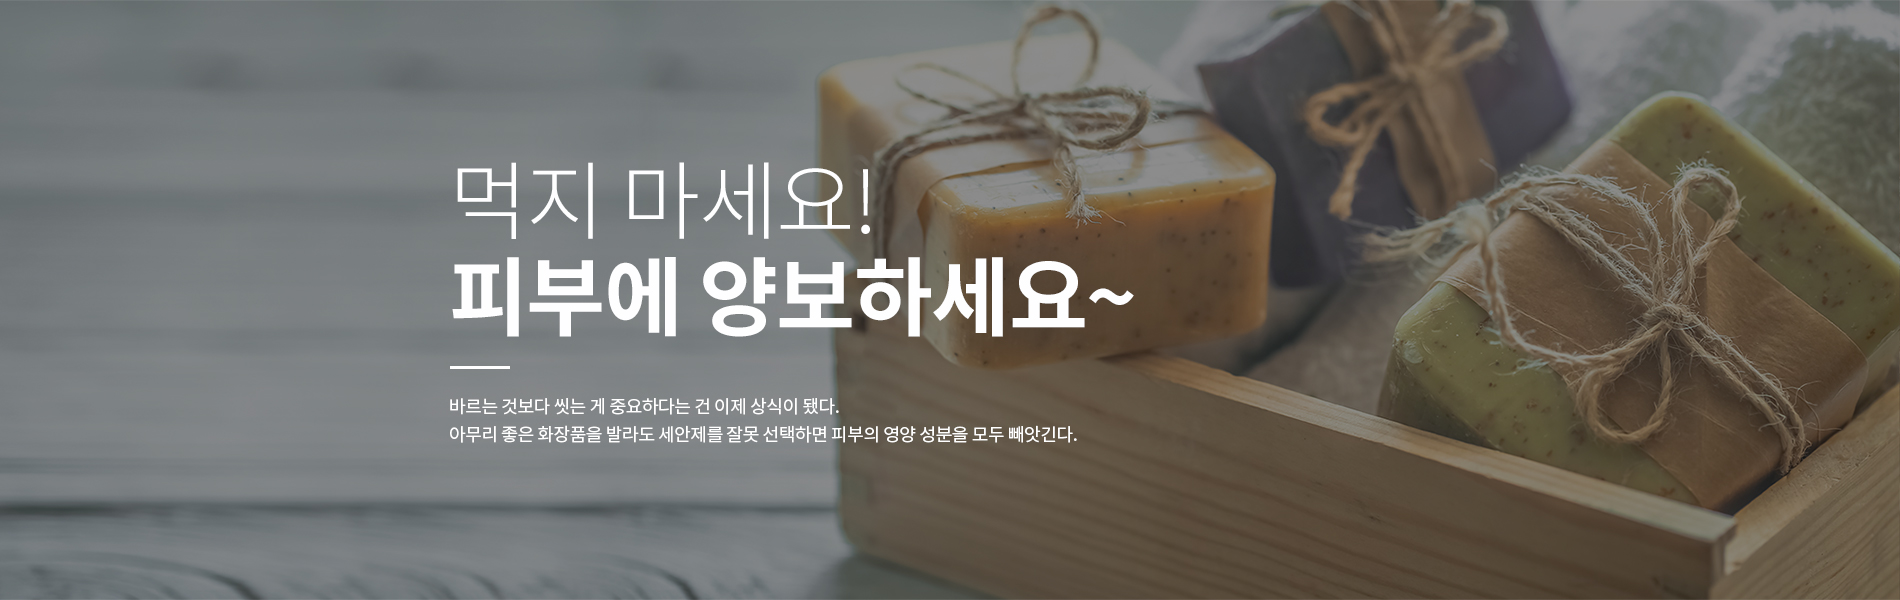 먹지 마세요!
피부에 양보하세요~
바르는 것보다 씻는 게 중요하다는 건 이제 상식이 됐다.
아무리 좋은 화장품을 발라도 세안제를 잘못 선택하면 피부의 영양 성분을 모두 빼앗긴다.